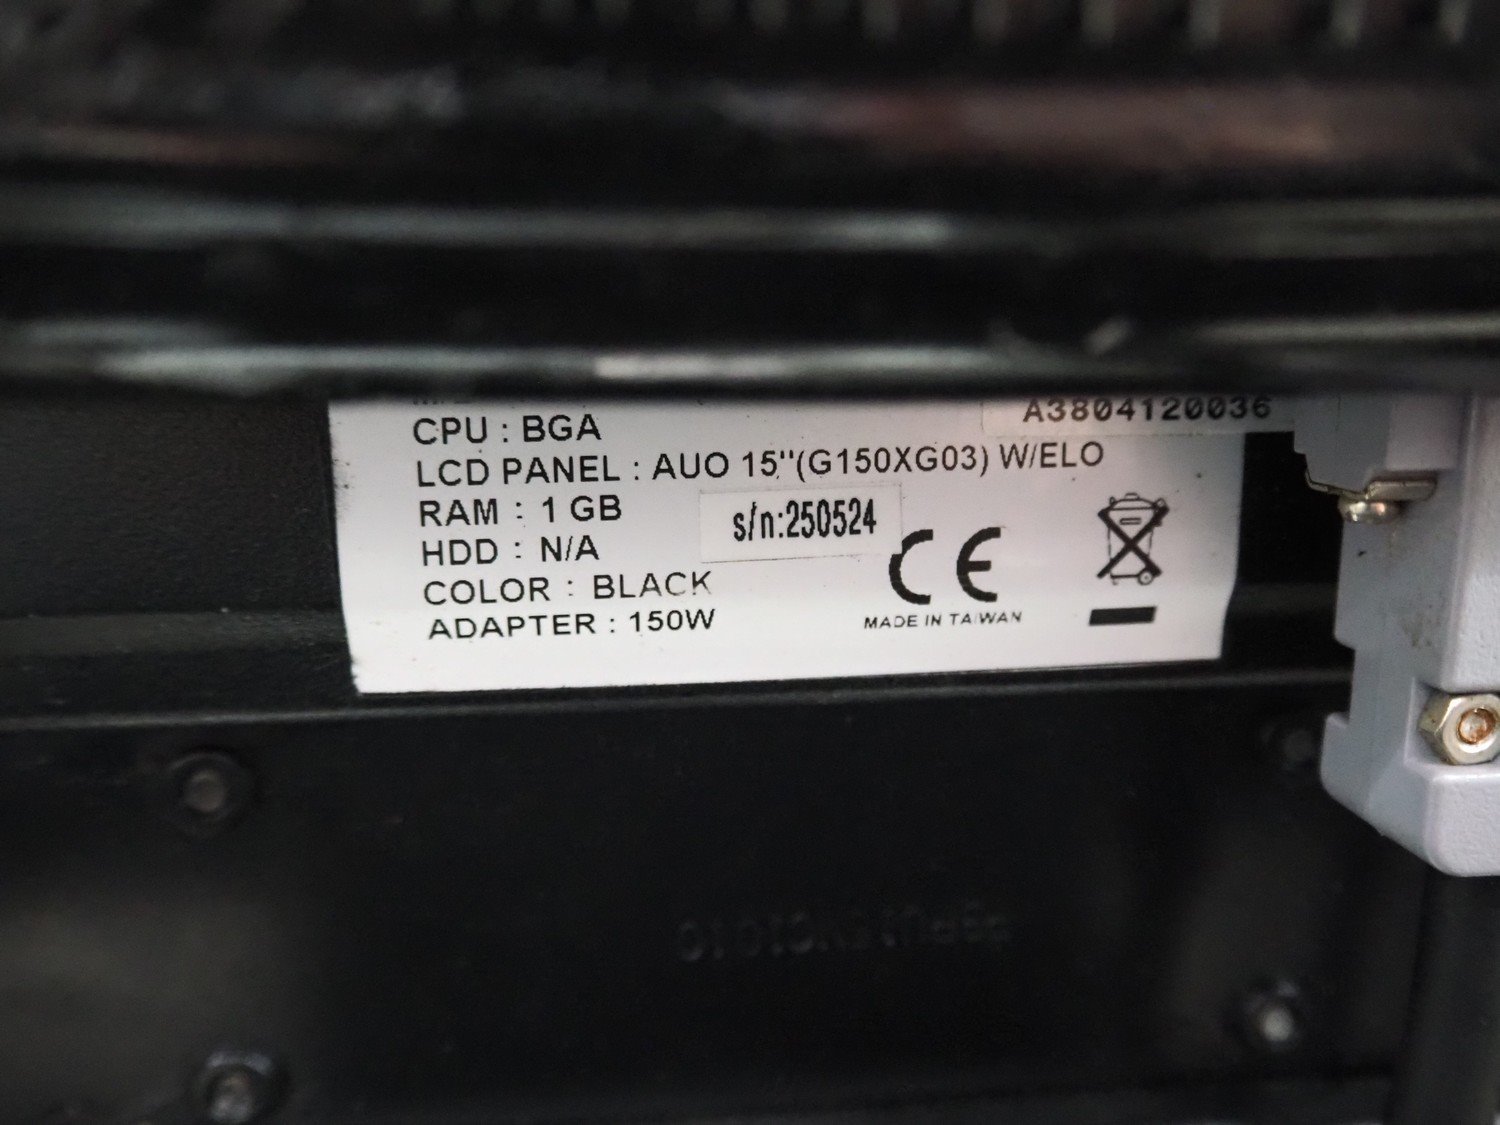 A3804120036
CPU : BGA
LCD PANEL : AUO 15"(G150XG03) W/ELO
RAM : 1 GB
s/n:250524
HDD : N/A
CE
COLOR : BLACK
ADAPTER : 150W
MADE IN TAIWAN